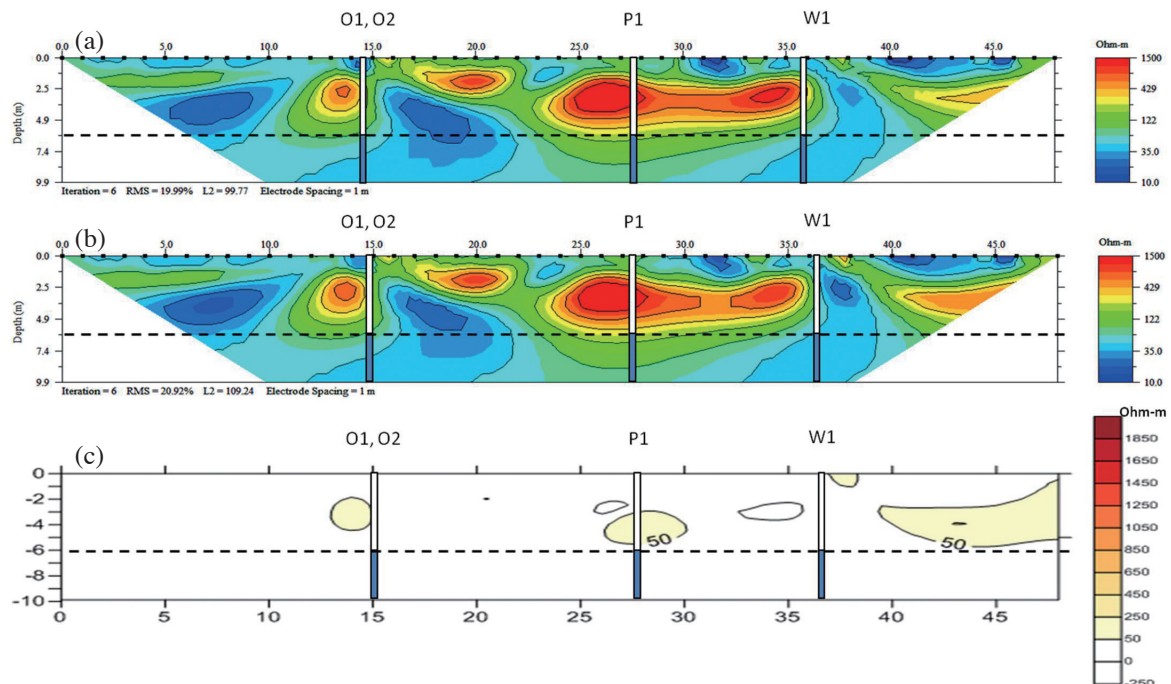 O1, O2 P1 W1
(a)
0.0 5.0 10.0 15.0 20.0 25.0 30.0 35.0 40.0 45.0
Ohm-m
0.0
2.5
4.9
7.4
9.9
Depth (m)
1500
429
122
35.0
10.0
Iteration = 6 RMS = 19.99% L2 = 99.77 Electrode Spacing = 1 m
O1, O2 P1 W1
(b)
0.0 5.0 10.0 15.0 20.0 25.0 30.0 35.0 40.0 45.0
Ohm-m
0.0
2.5
4.9
7.4
9.9
Depth (m)
1500
429
122
35.0
10.0
Iteration = 6 RMS = 20.92% L2 = 109.24 Electrode Spacing = 1 m
O1, O2 P1 W1
(c)
0
-2
-4
-6
-8
-10
50 50
0 5 10 15 20 25 30 35 40 45
Ohm-m
1850
1650
1450
1250
1050
850
650
450
250
50
0
-250